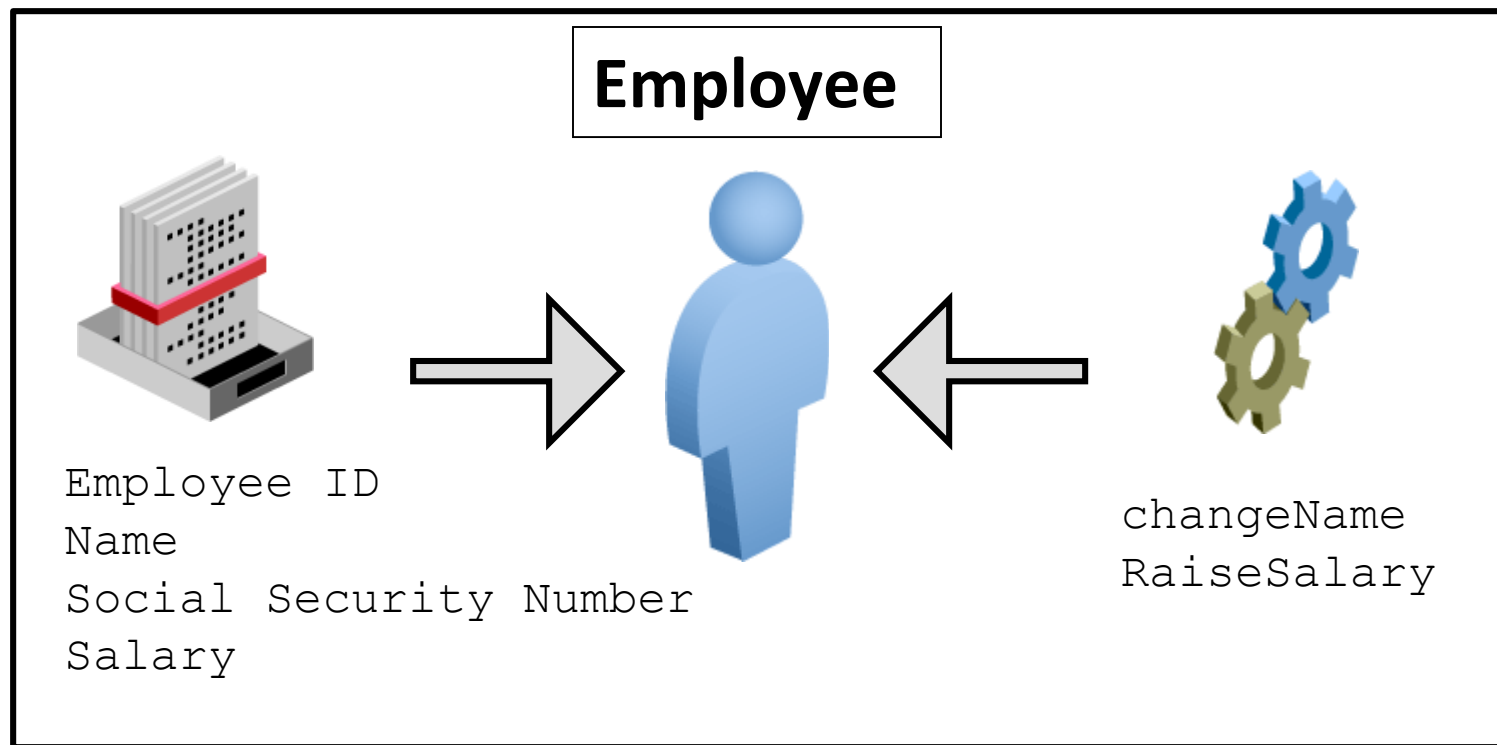 Employee
Employee ID
Name
Social Security Number
Salary
changeName
RaiseSalary